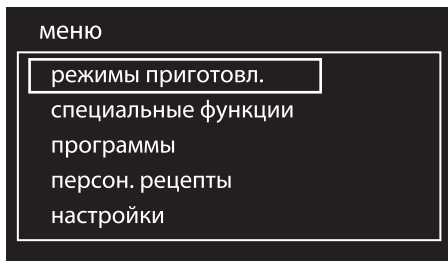 меню
режимы приготовл.
специальные функции
программы
персон. рецепты
настройки